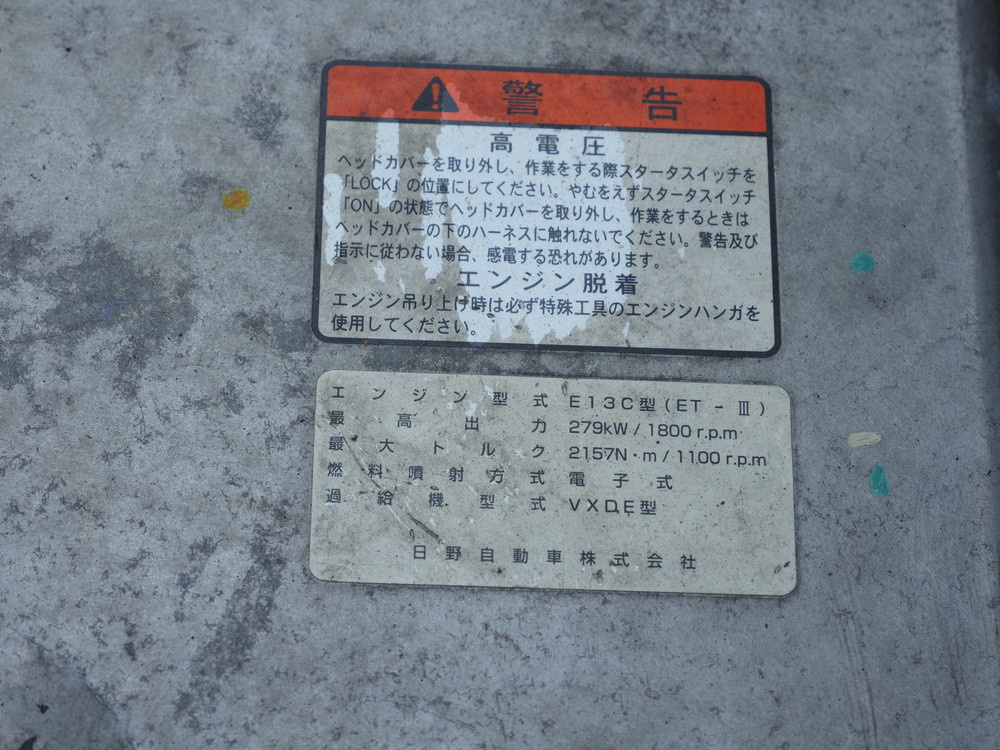 警告
高電圧
ヘッドカバーを取り外し、作業をする際スタータスイッチを
「LOCK」の位置にしてください。やむをえずスタータスイッチ
「ON」の状態でヘッドカバーを取り外し、作業をするときは
ヘッドカバーの下のハーネスに触れないでください。警告及び
指示に従わない場合、感電する恐れがあります。
エンジン脱着
エンジン吊り上げ時は必ず特殊工具のエンジンハンガを
使用してください。
エンジン型式 E13C型(ET-Ⅲ)
最高出力 279kW/1800r.p.m
最大トルク 2157N・m/1100r.p.m
燃料噴射方式 電子式
過給機型式 VXDE型
日野自動車株式会社